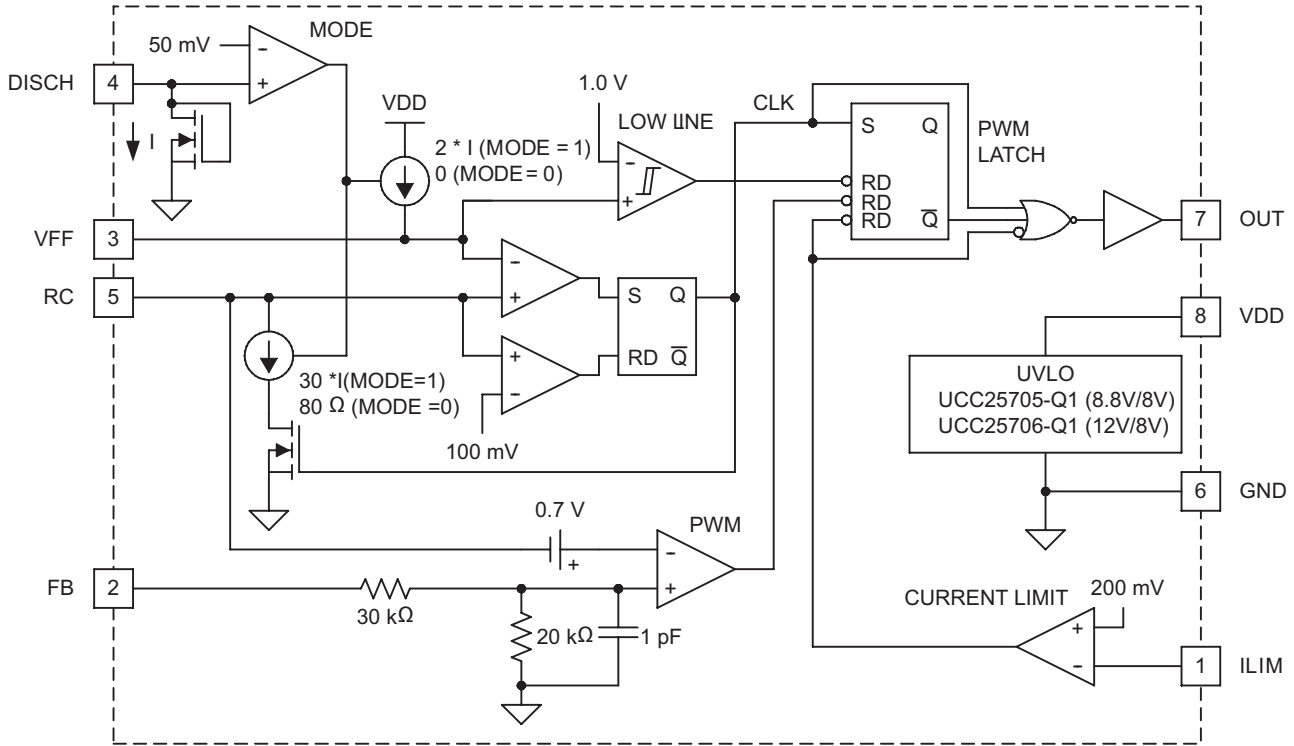 MODE
50 mV
-
+
DISCH
4
I
VDD
2 * I (MODE = 1)
0 (MODE = 0)
1.0 V
LOW LINE
-
+
CLK
S Q
RD
RD
RD Q
PWM
LATCH
7
OUT
VFF
3
RC
5
-
+
+
-
100 mV
S Q
RD Q
30 *I(MODE=1)
80 Ω (MODE =0)
8
VDD
UVLO
UCC25705-Q1 (8.8V/8V)
UCC25706-Q1 (12V/8V)
6
GND
0.7 V
+
PWM
-
+
FB
2
30 kΩ
20 kΩ
1 pF
CURRENT LIMIT
200 mV
+
-
1
ILIM